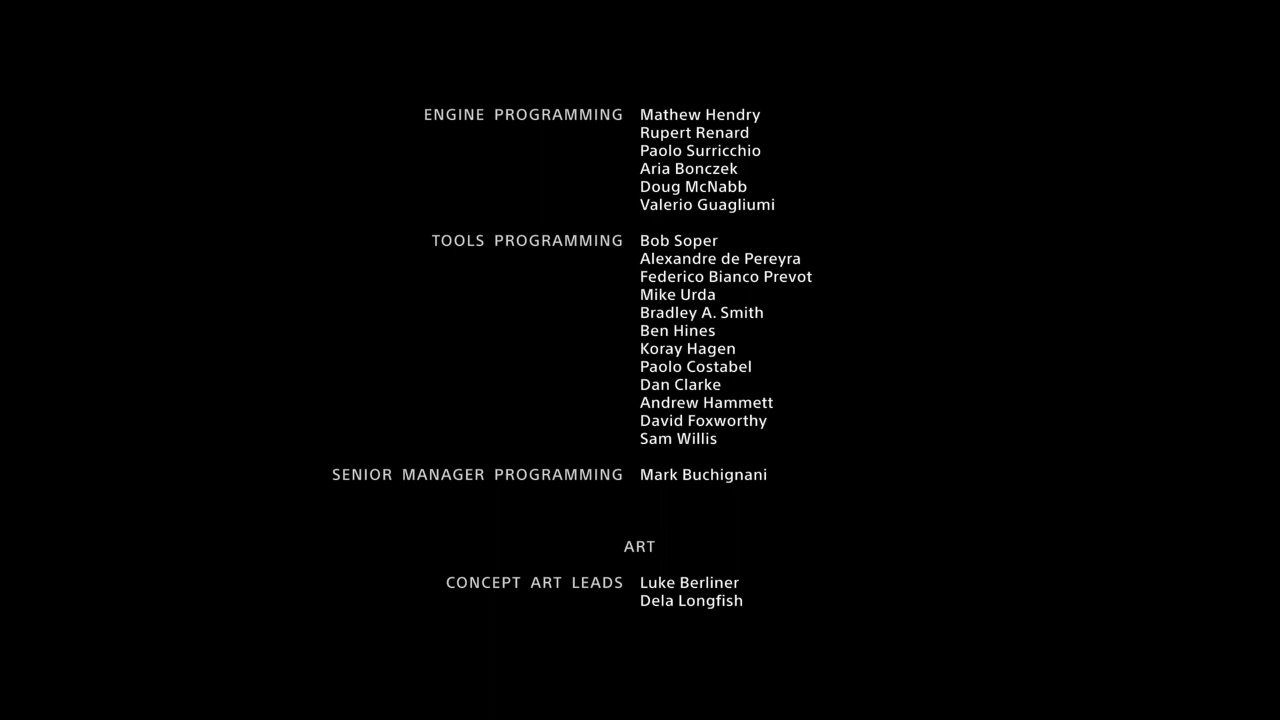 ENGINE PROGRAMMING Mathew Hendry
Rupert Renard
Paolo Surricchio
Aria Bonczek
Doug McNabb
Valerio Guagliumi
TOOLS PROGRAMMING Bob Soper
Alexandre de Pereyra
Federico Bianco Prevot
Mike Urda
Bradley A. Smith
Ben Hines
Koray Hagen
Paolo Costabel
Dan Clarke
Andrew Hammett
David Foxworthy
Sam Willis
SENIOR MANAGER PROGRAMMING Mark Buchignani
ART
CONCEPT ART LEADS Luke Berliner
Dela Longfish